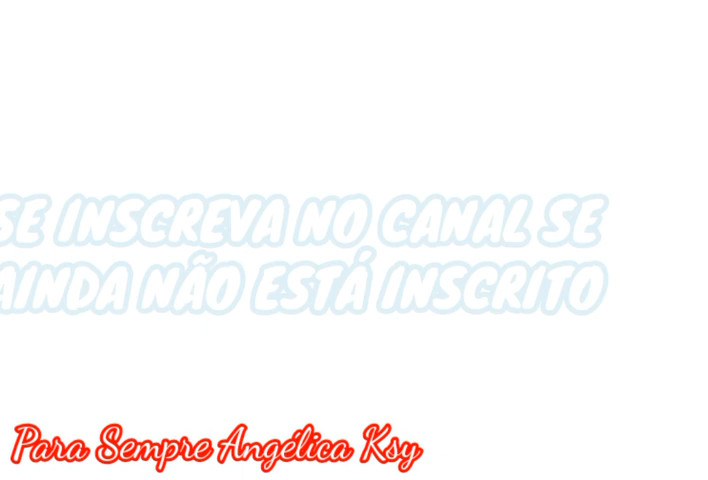 SE INSCREVA NO CANAL SE
AINDA NÃO ESTÁ INSCRITO
Para Sempre Angélica Ksy